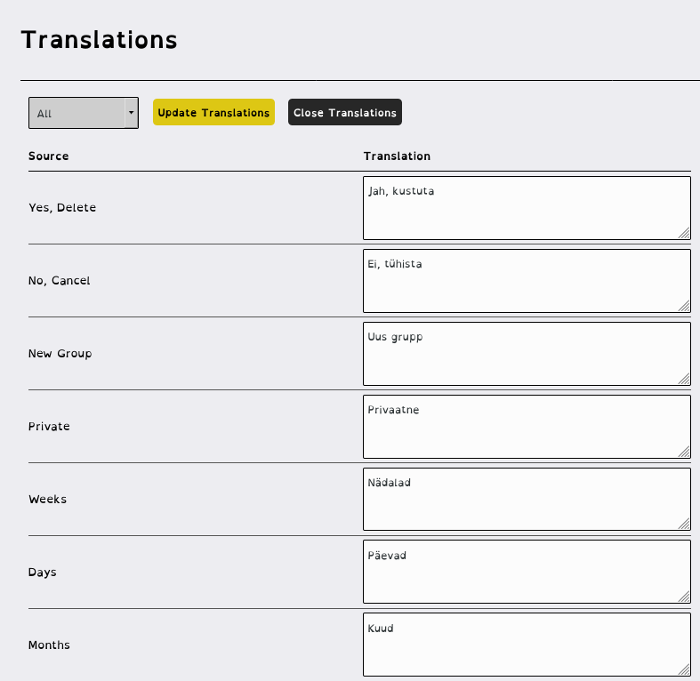 Translations
All
Update Translations
Close Translations
Source
Translation
Yes, Delete
Jah, kustuta
No, Cancel
Ei, tühista
New Group
Uus grupp
Private
Privaatne
Weeks
Nädalad
Days
Päevad
Months
Kuud